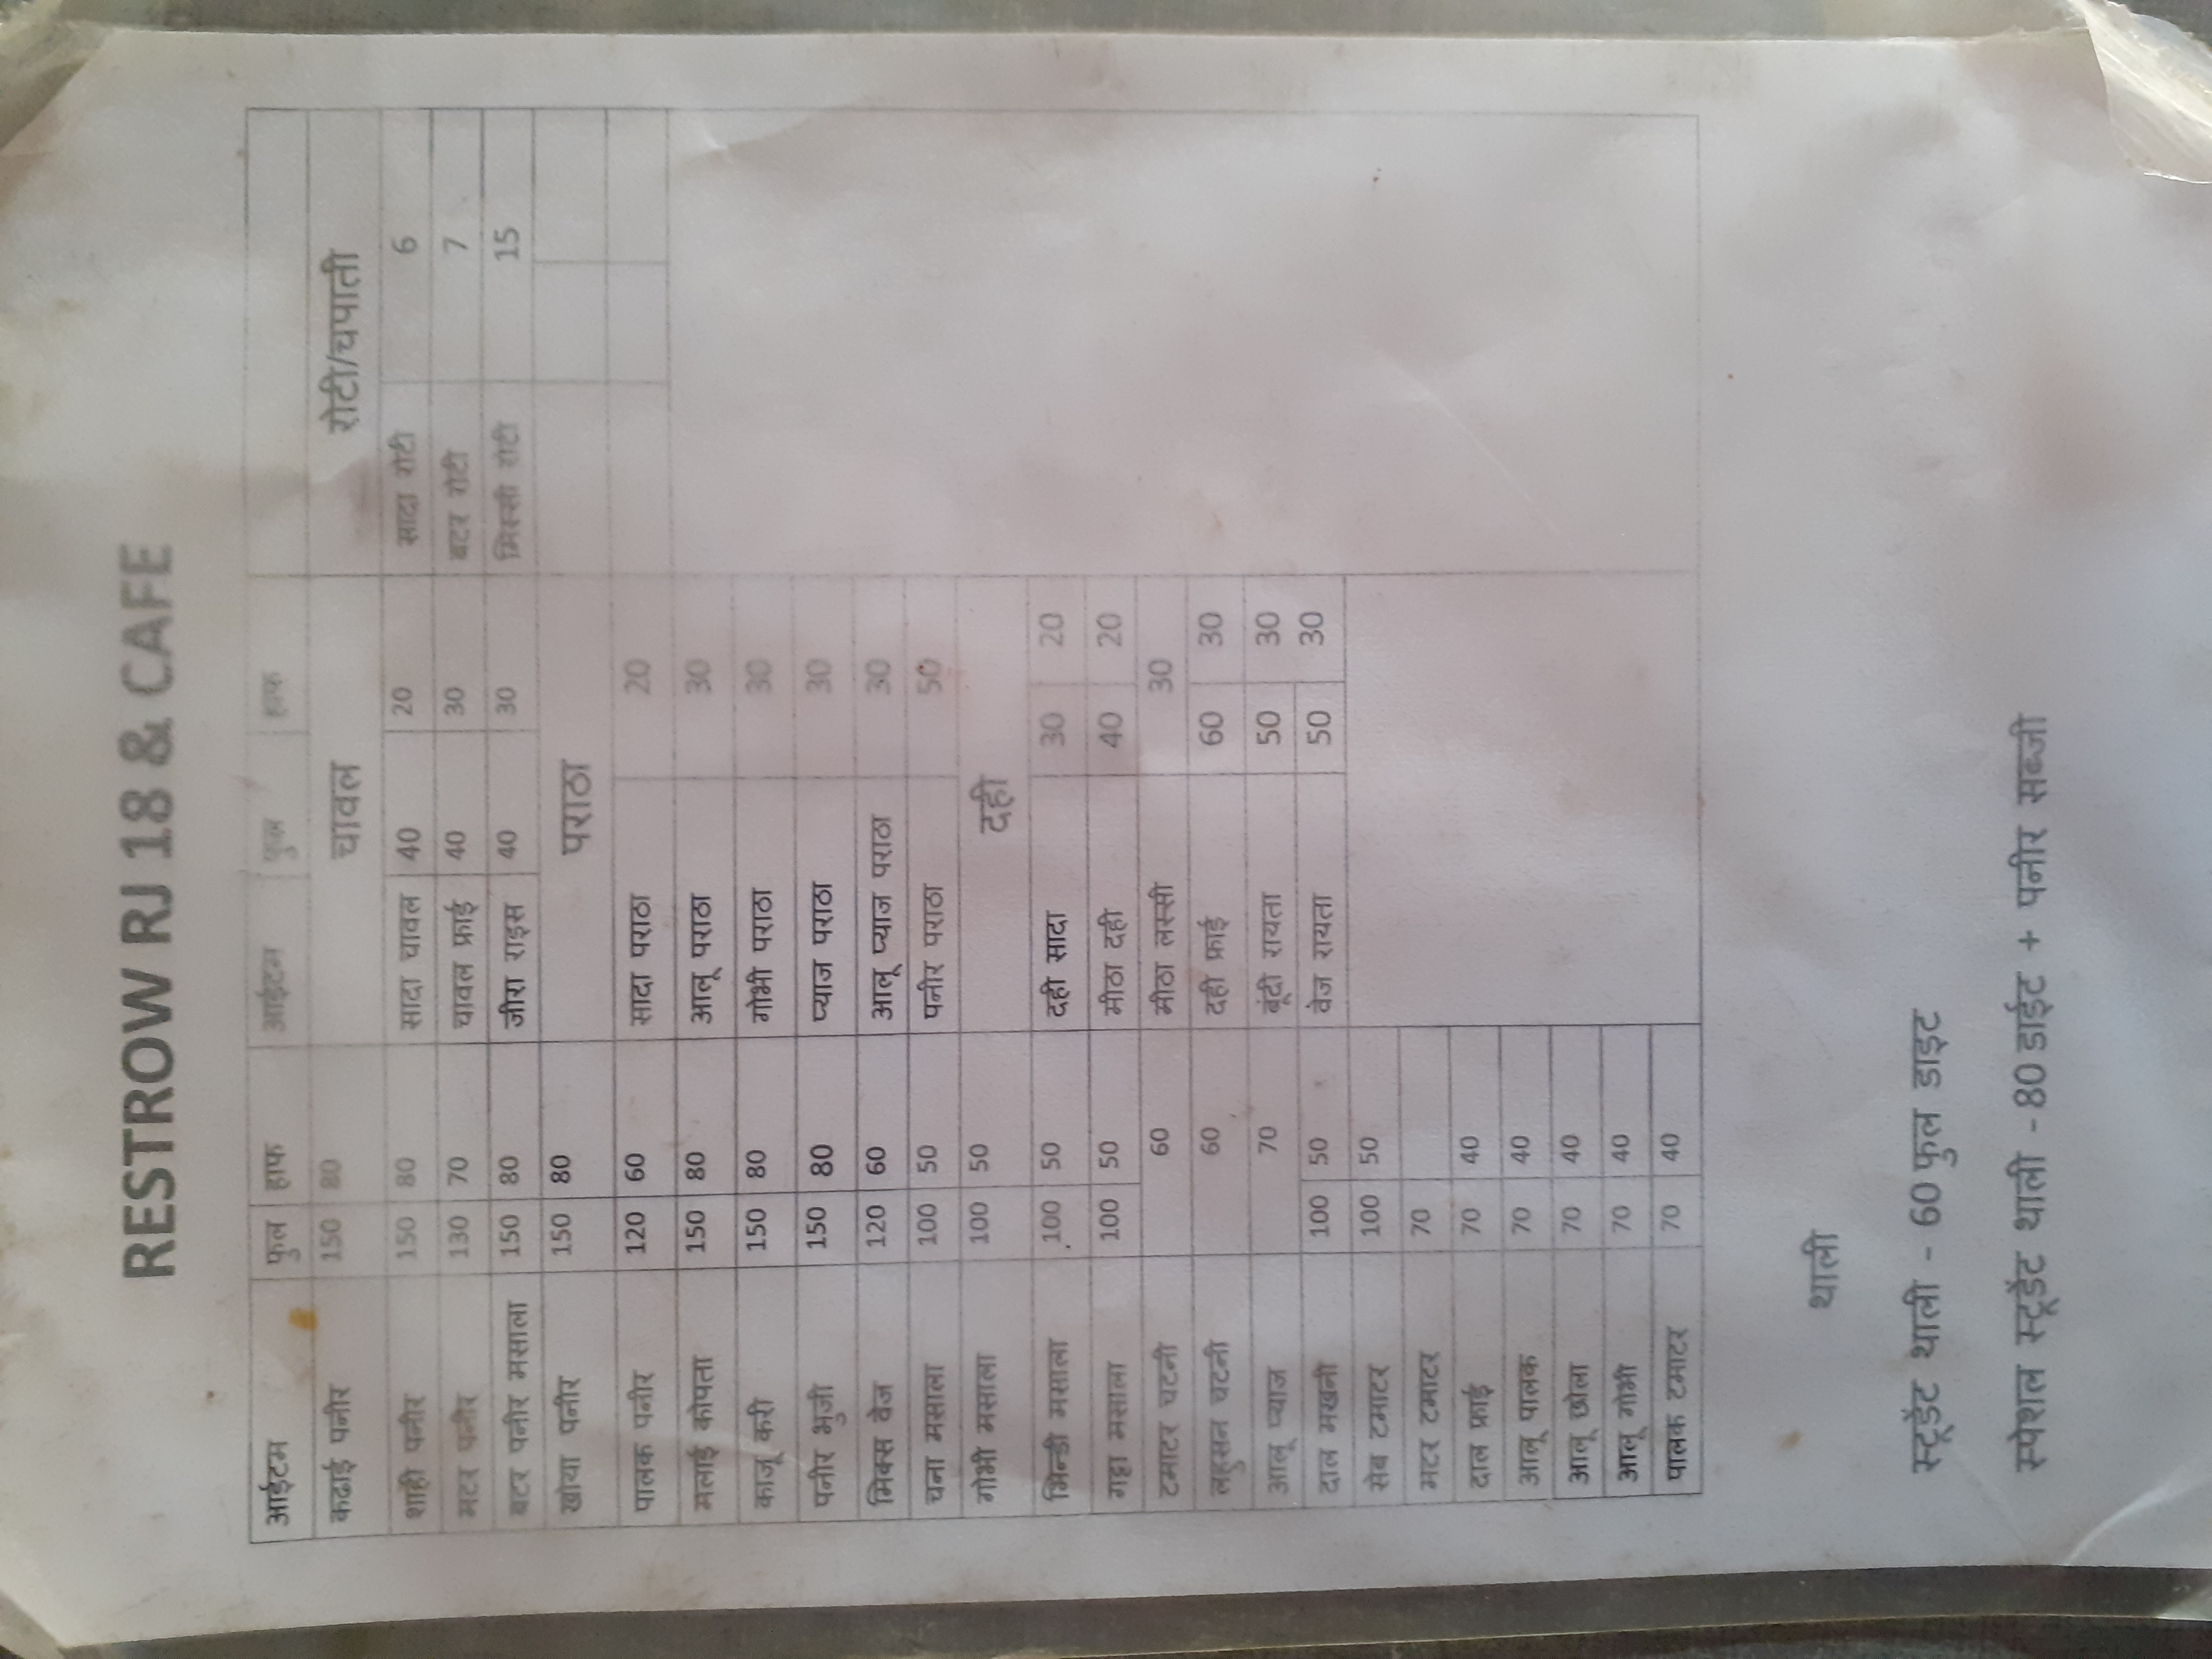 RESTROW RJ 18 & CAFE
आईटम फुल हाफ आईटम फुल हाफ
कढाई पनीर 150 80 चावल रोटी/चपाती
शाही पनीर 150 80 सादा चावल 40 20 सादा रोटी 6
मटर पनीर 130 70 चावल फ्राई 40 30 बटर रोटी 7
बटर पनीर मसाला 150 80 जीरा राइस 40 30 मिस्सी रोटी 15
खोया पनीर 150 80 पराठा
पालक पनीर 120 60 सादा पराठा 20
मलाई कोपता 150 80 आलू पराठा 30
काजू करी 150 80 गोभी पराठा 30
पनीर भुजी 150 80 प्याज पराठा 30
मिक्स वेज 120 60 आलू प्याज पराठा 30
चना मसाला 100 50 पनीर पराठा 50
गोभी मसाला 100 50 दही
भिन्डी मसाला 100 50 दही सादा 30 20
गट्टा मसाला 100 50 मीठा दही 40 20
टमाटर चटनी 60 मीठा लस्सी 30
लहुसन चटनी 60 दही फ्राई 60 30
आलू प्याज 70 बूंदी रायता 50 30
दाल मखनी 100 50 वेज रायता 50 30
सेब टमाटर 100 50
मटर टमाटर 70
दाल फ्राई 70 40
आलू पालक 70 40
आलू छोला 70 40
आलू गोभी 70 40
पालक टमाटर 70 40
थाली
स्टूडेंट थाली - 60 फुल डाइट
स्पेशल स्टूडेंट थाली -80 डाईट + पनीर सब्जी